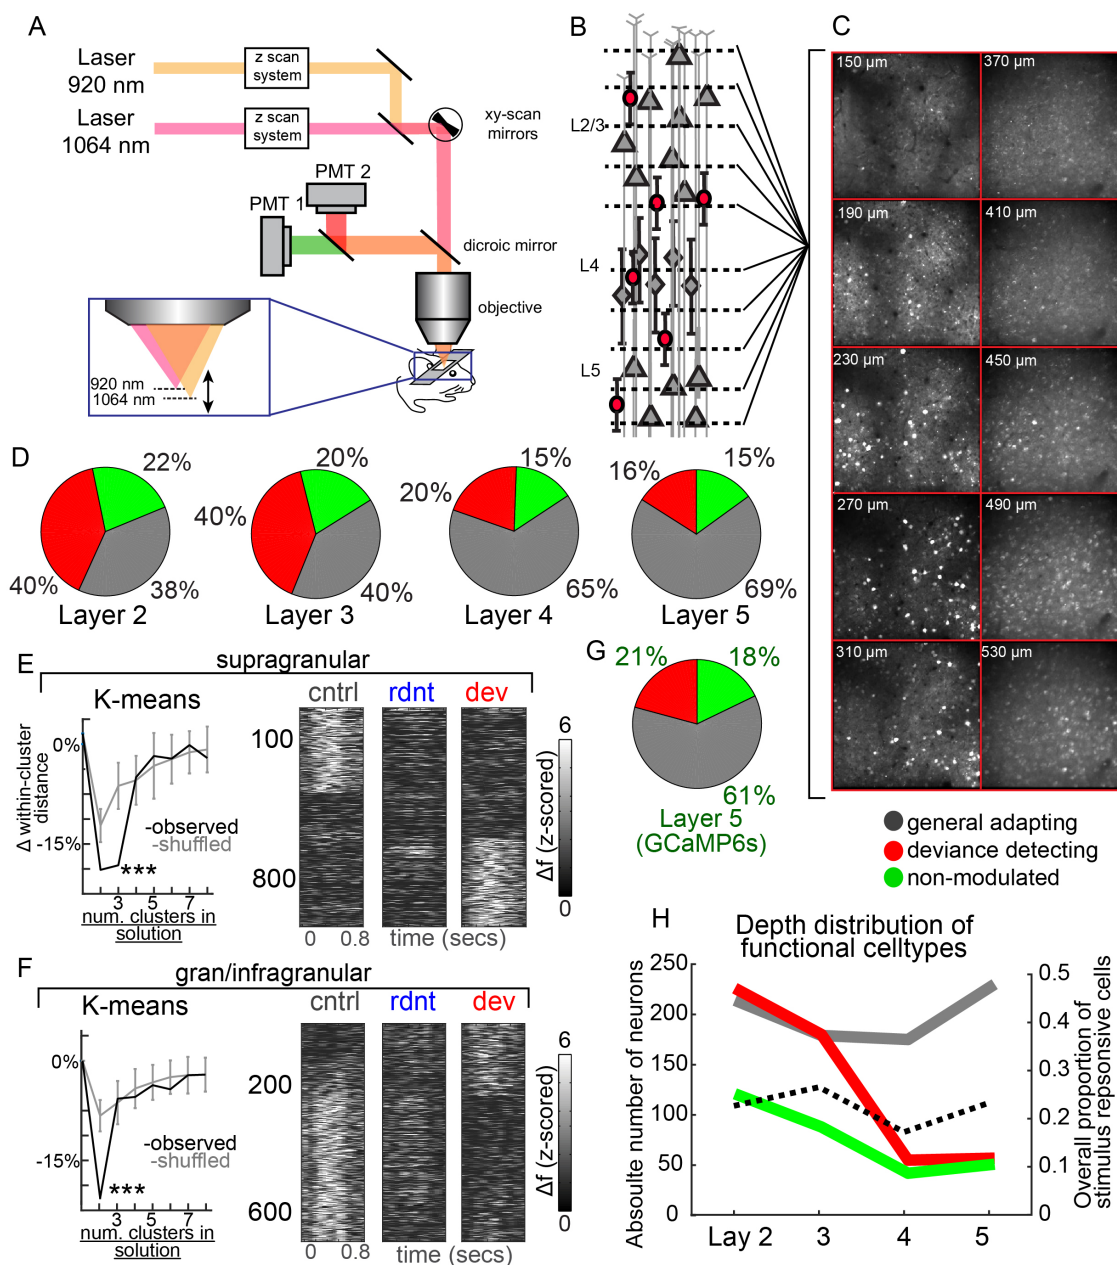 A
Laser
920 nm
z scan
system
Laser
1064 nm
z scan
system
xy-scan
mirrors
PMT 2
PMT 1
dicroic mirror
objective
920 nm
1064 nm
B
L2/3
L4
L5
C
150 µm
370 µm
190 µm
410 µm
230 µm
450 µm
270 µm
490 µm
310 µm
530 µm
D
22%
40%
38%
Layer 2
20%
40%
40%
Layer 3
15%
20%
65%
Layer 4
15%
16%
69%
Layer 5
E
supragranular
K-means
Δ within-cluster
distance
0%
-15%
-observed
-shuffled
***
3 5 7
num. clusters in
solution
cntrl rdnt dev
100
800
0 0.8
time (secs)
6
Δf (z-scored)
0
F
gran/infragranular
K-means
0%
-15%
-observed
-shuffled
***
3 5 7
num. clusters in
solution
cntrl rdnt dev
200
600
0 0.8
time (secs)
6
Δf (z-scored)
0
G
21%
18%
61%
Layer 5
(GCaMP6s)
general adapting
deviance detecting
non-modulated
H
Depth distribution of
functional celltypes
Absoulte number of neurons
250
200
150
100
50
0
Lay 2 3 4 5
0.5
0.4
0.3
0.2
0.1
0
Overall proportion of
stimulus repsonsive cells